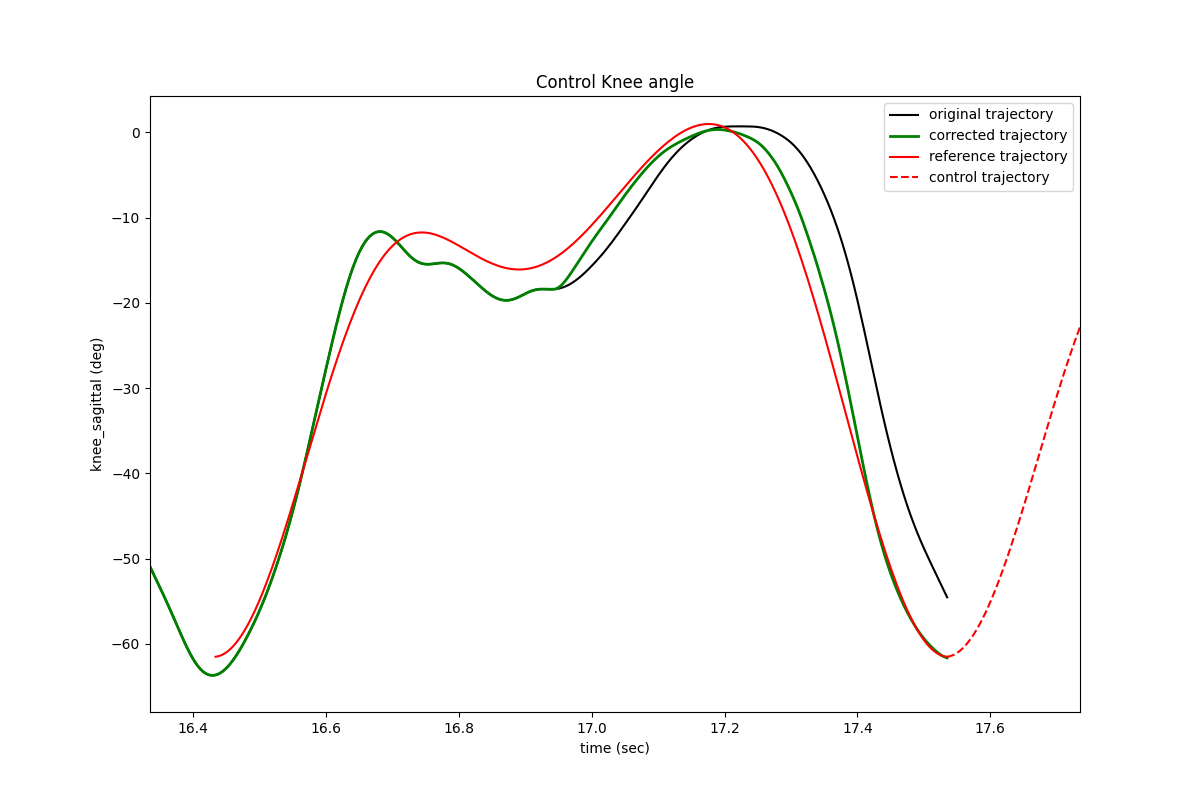 Control Knee angle
original trajectory
corrected trajectory
reference trajectory
control trajectory
0
−10
−20
−30
−40
−50
−60
knee_sagittal (deg)
16.4 16.6 16.8 17.0 17.2 17.4 17.6
time (sec)